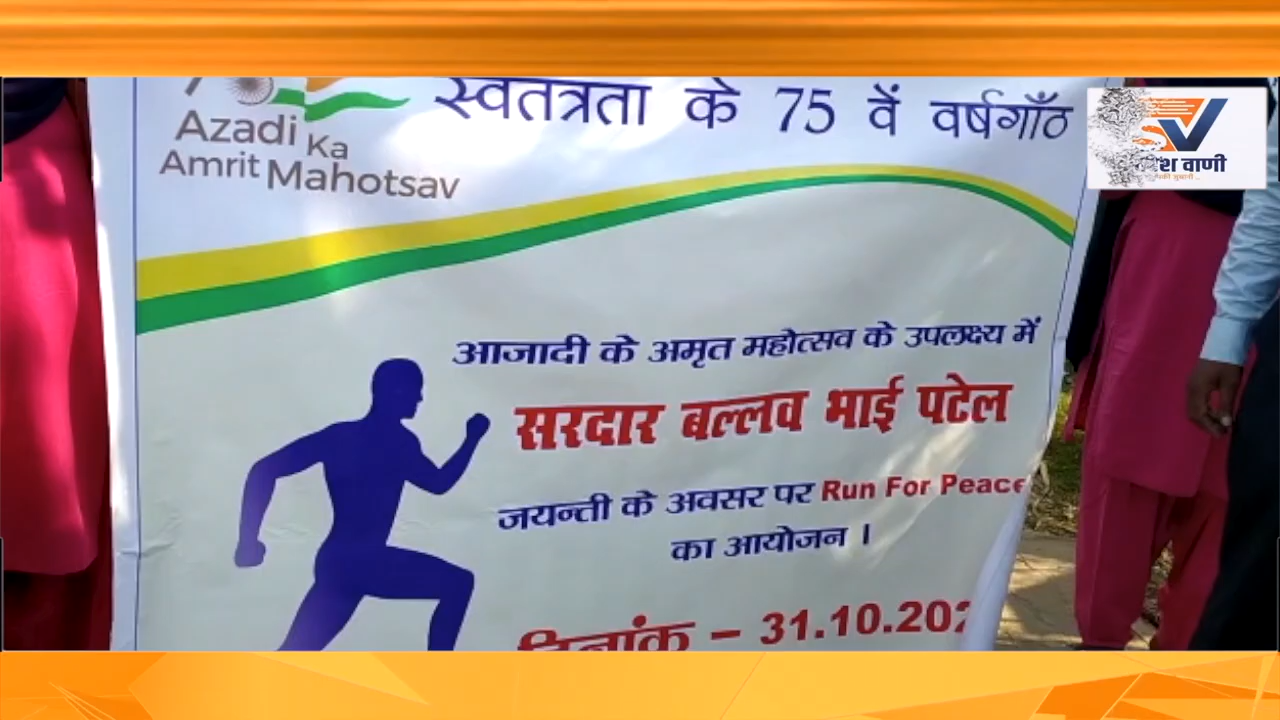 स्वतंत्रता के 75 वें वर्षगाँठ
Azadi Ka
Amrit Mahotsav
वाणी
आजादी के अमृत महोत्सव के उपलक्ष्य में
सरदार बल्लव भाई पटेल
जयन्ती के अवसर पर Run For Peace
का आयोजन ।
दिनांक – 31.10.202